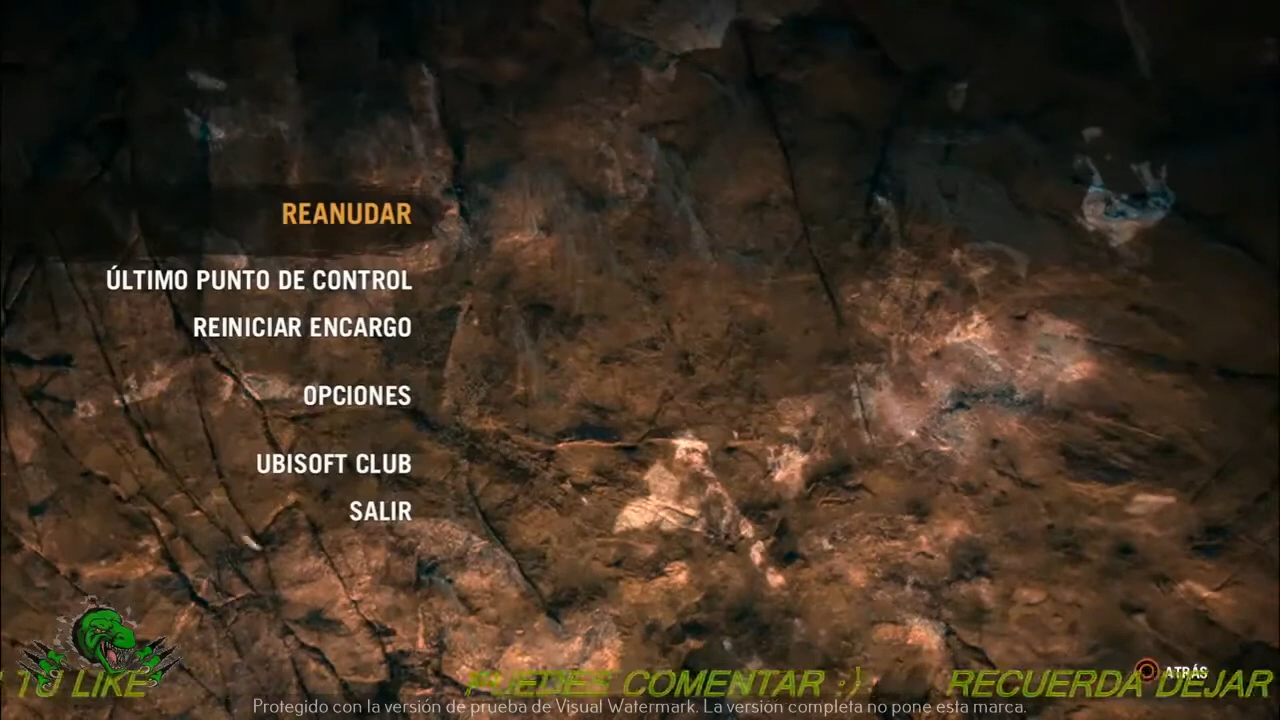 REANUDAR
ÚLTIMO PUNTO DE CONTROL
REINICIAR ENCARGO
OPCIONES
UBISOFT CLUB
SALIR
ATRÁS
TU LIKE PUEDES COMENTAR :) RECUERDA DEJAR
Protegido con la versión de prueba de Visual Watermark. La versión completa no pone esta marca.